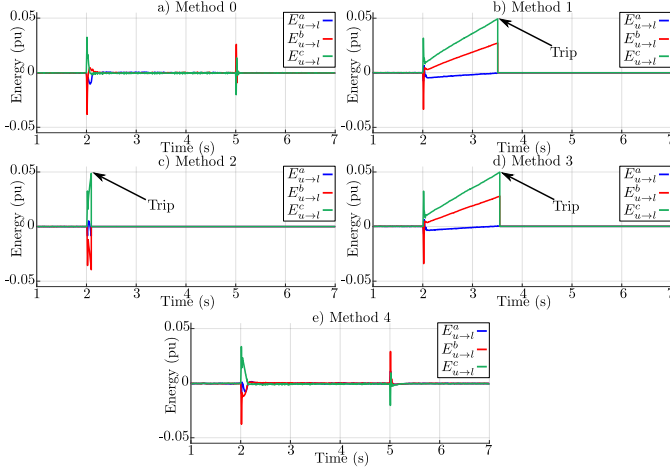 a) Method 0
Energy (pu)
0.05
0
-0.05
1 2 3 4 5 6 7
Time (s)
E^a_{u→l}
E^b_{u→l}
E^c_{u→l}
b) Method 1
Energy (pu)
0.05
0
-0.05
1 2 3 4 5 6 7
Time (s)
Trip
E^a_{u→l}
E^b_{u→l}
E^c_{u→l}
c) Method 2
Energy (pu)
0.05
0
-0.05
1 2 3 4 5 6 7
Time (s)
Trip
E^a_{u→l}
E^b_{u→l}
E^c_{u→l}
d) Method 3
Energy (pu)
0.05
0
-0.05
1 2 3 4 5 6 7
Time (s)
Trip
E^a_{u→l}
E^b_{u→l}
E^c_{u→l}
e) Method 4
Energy (pu)
0.05
0
-0.05
1 2 3 4 5 6 7
Time (s)
E^a_{u→l}
E^b_{u→l}
E^c_{u→l}